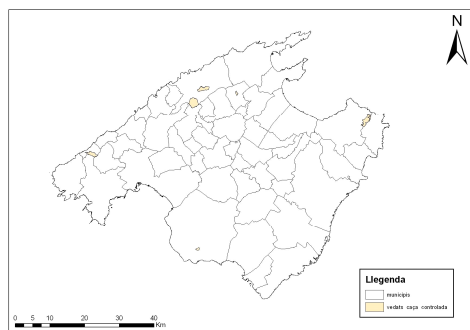 N
Llegenda
municipis
vedats caça controlada
0 5 10 20 30 40
Km